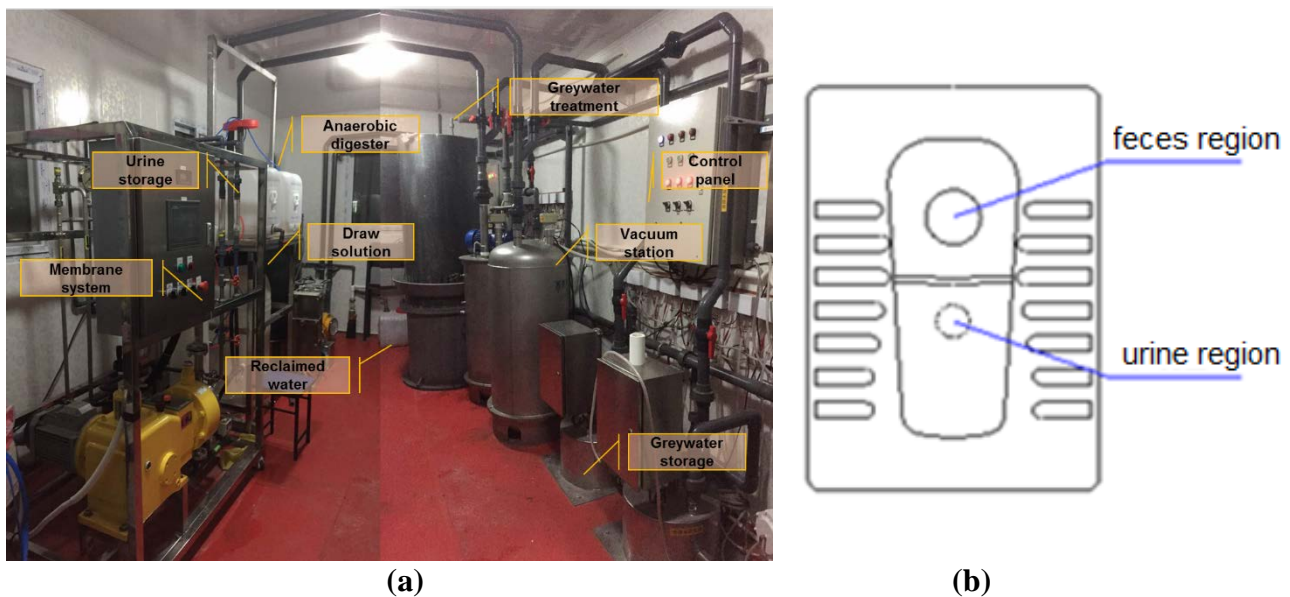 Greywater
treatment
Anaerobic
digester
Urine
storage
Control
panel
Draw
solution
Vacuum
station
Membrane
system
Reclaimed
water
Greywater
storage
(a)
feces region
urine region
(b)